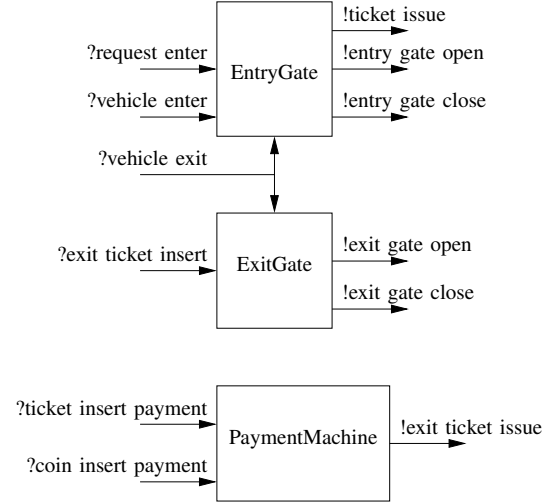 !ticket issue
?request enter
!entry gate open
EntryGate
?vehicle enter
!entry gate close
?vehicle exit
!exit gate open
?exit ticket insert
ExitGate
!exit gate close
?ticket insert payment
!exit ticket issue
PaymentMachine
?coin insert payment